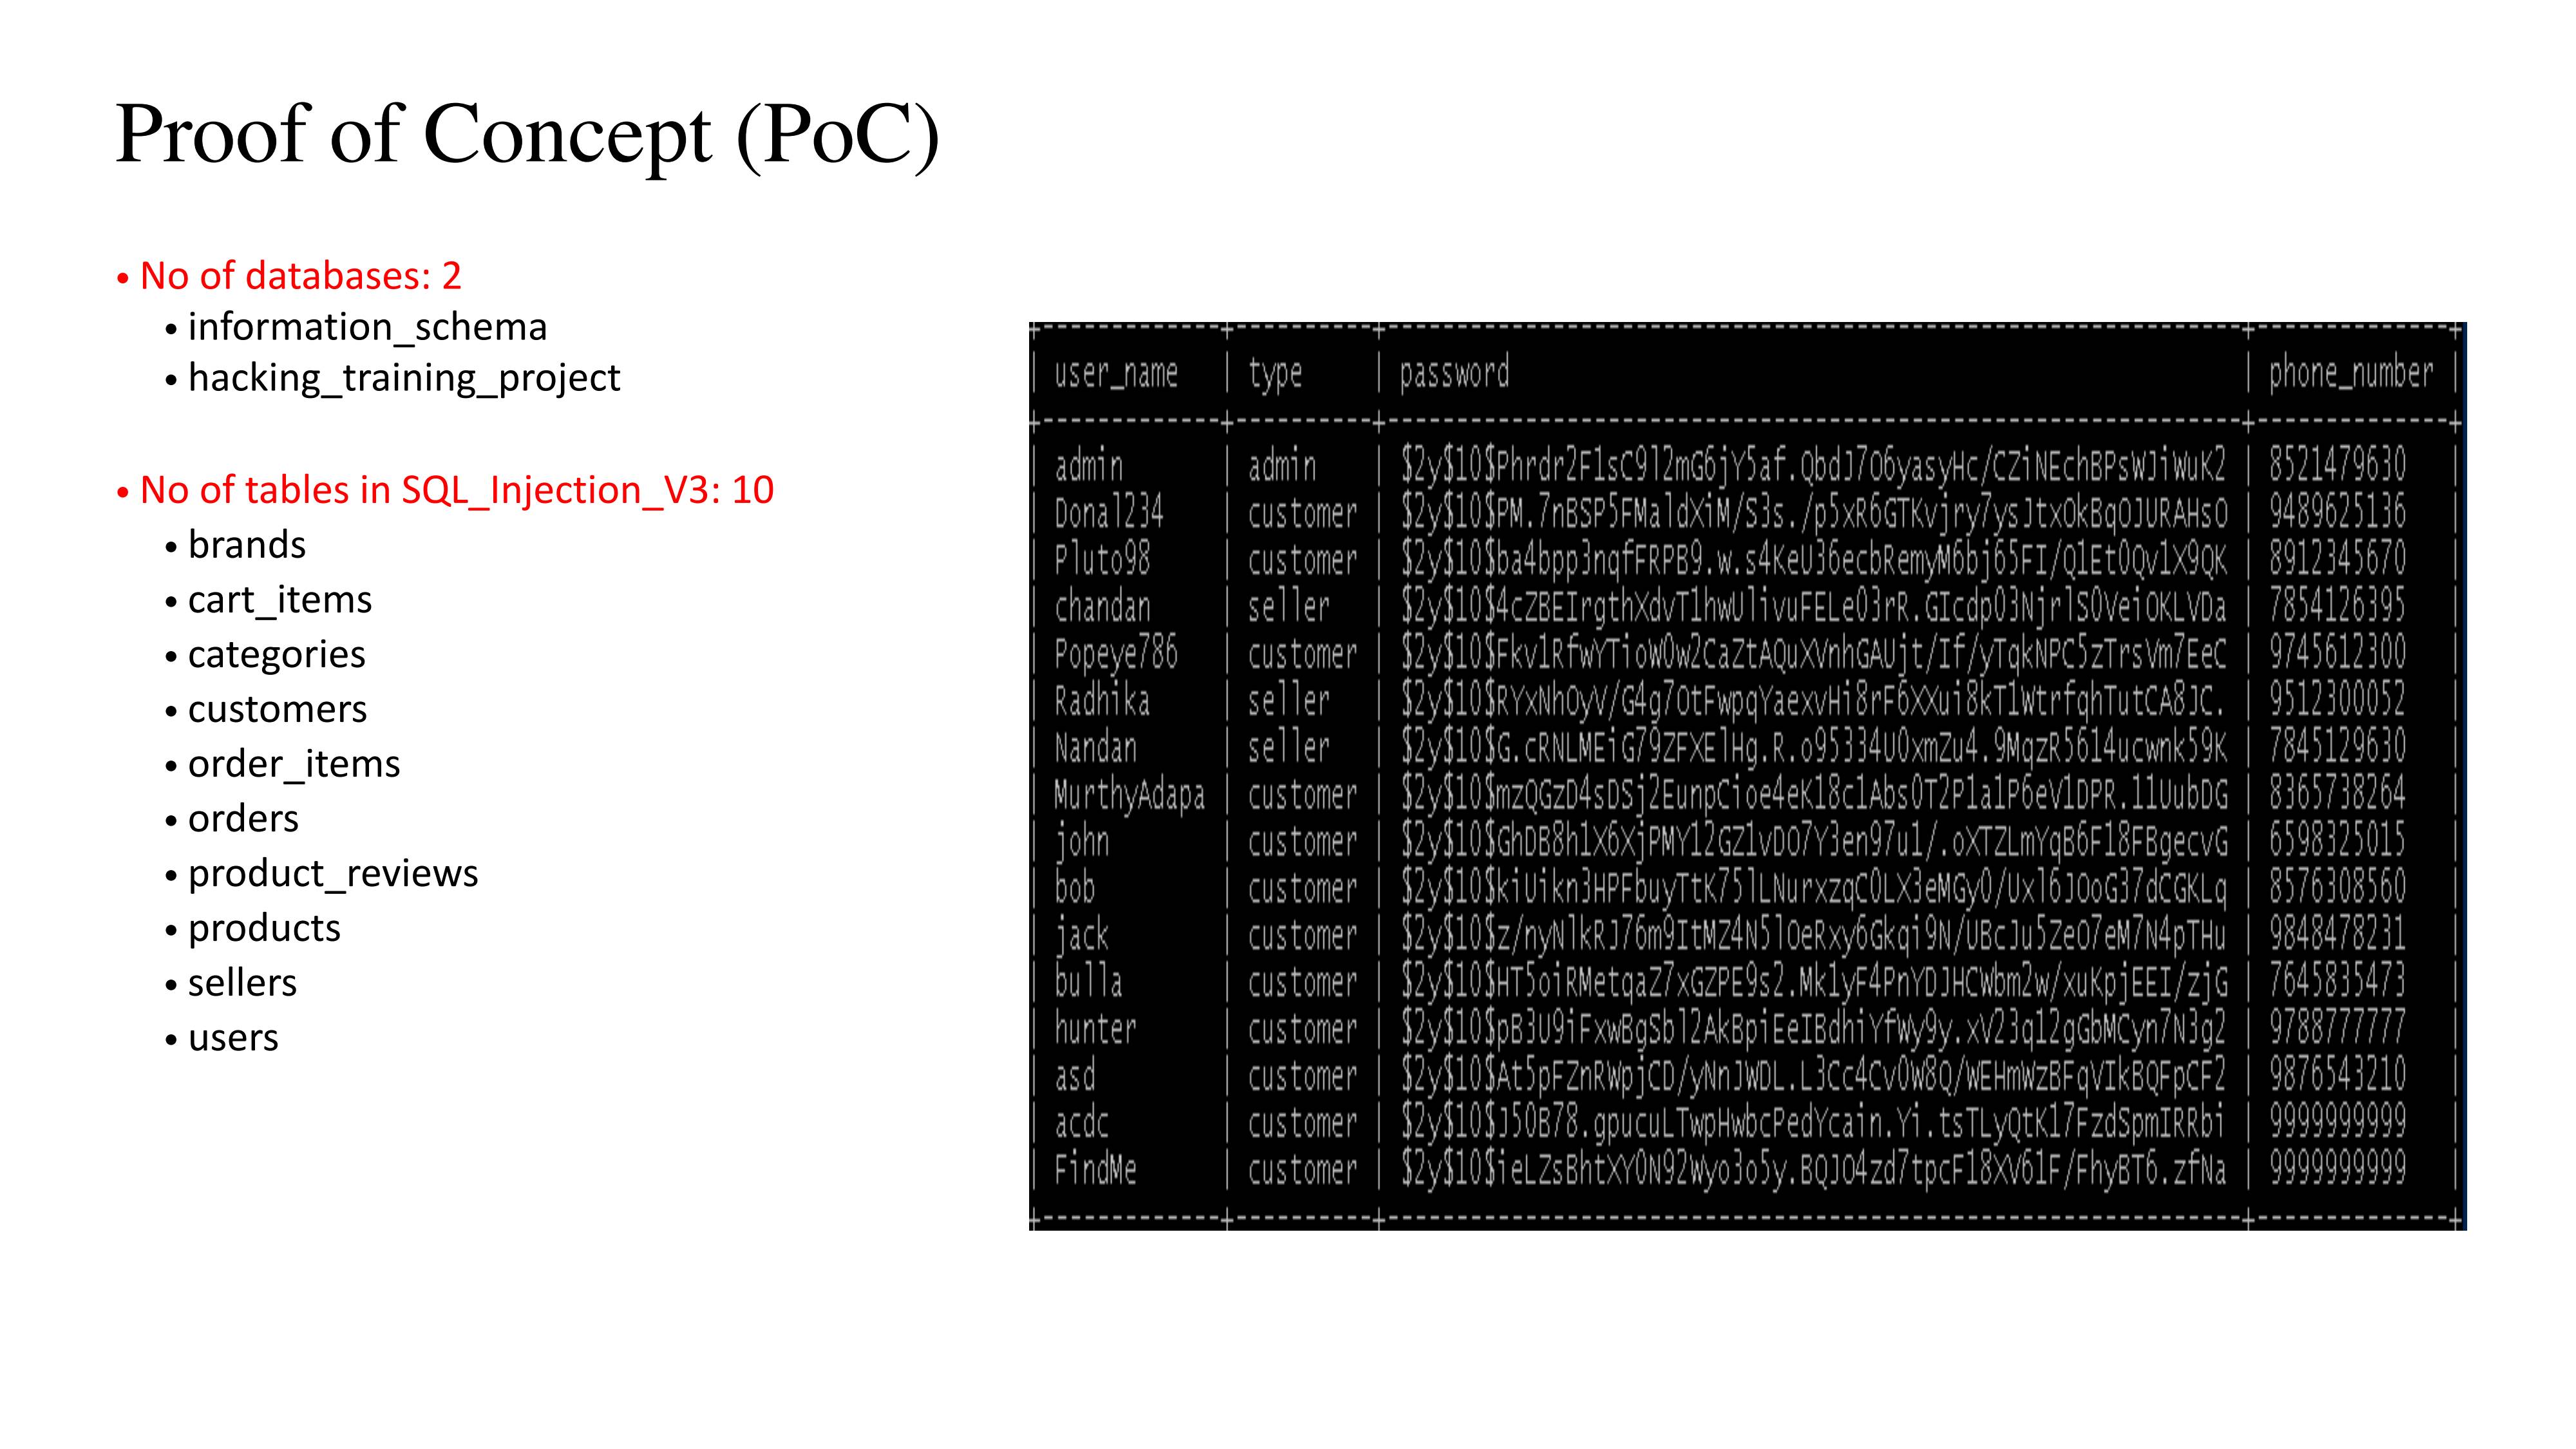 Proof of Concept (PoC)
• No of databases: 2
• information_schema
• hacking_training_project
• No of tables in SQL_Injection_V3: 10
• brands
• cart_items
• categories
• customers
• order_items
• orders
• product_reviews
• products
• sellers
• users
user_name | type | password | phone_number
admin | admin | $2y$10$Phrdr2F1sC9l2mG6jY5af.QbdJ7O6yasyHc/CZiNEchBPsWJiWuK2 | 8521479630
Donal234 | customer | $2y$10$PM.7nBSP5FMaldXiM/S3s./p5xR6GTKvjry7ysJtxOkBqOJURAHsO | 9489625136
Pluto98 | customer | $2y$10$ba4bpp3nqfFRPB9.w.s4KeU36ecbRemyM6bj65FI/Q1Et0Qv1X9QK | 8912345670
chandan | seller | $2y$10$4cZBEIrgthXdvT1hwUlivuFELe03rR.GIcdp03NjrlS0VeiOKLVDa | 7854126395
Popeye786 | customer | $2y$10$Fkv1RfwYTioW0w2CaZtAQuXVnhGAUjt/If/yTqkNPC5zTrsVm7EeC | 9745612300
Radhika | seller | $2y$10$RYxNhOyV/G4g7OtFwpqYaexvHi8rF6XXui8kT1WtrfqhTutCA8JC. | 9512300052
Nandan | seller | $2y$10$G.cRNLMEiG79ZFXElHg.R.o95334U0xmZu4.9MqzR5614ucwnk59K | 7845129630
MurthyAdapa | customer | $2y$10$mzQGzD4sDSj2EunpCioe4eK18c1Abs0T2P1a1P6eV1DPR.11UubDG | 8365738264
john | customer | $2y$10$GhDB8h1X6XjPMY12GZ1vDO7Y3en97u1/.oXTZLmYqB6F18FBgecvG | 6598325015
bob | customer | $2y$10$kiUikn3HPFbuyTtK75lLNurxzqC0LX3eMGy0/Uxl6JOoG37dCGKLq | 8576308560
jack | customer | $2y$10$z/nyNlkRJ76m9ItMZ4N5lOeRxy6Gkqi9N/UBcJu5ZeO7eM7N4pTHu | 9848478231
bulla | customer | $2y$10$HT5oiRMetqaZ7xGZPE9s2.Mk1yF4PnYDJHCWbm2w/xuKpjEEI/zjG | 7645835473
hunter | customer | $2y$10$pB3U9iFxwBgSbl2AkBpiEeIBdhiYfWy9y.xV23q12gGbMCyn7N3g2 | 9788777777
asd | customer | $2y$10$At5pFZnRWpjCD/yNnJWDL.L3Cc4Cv0W8Q/WEHmWzBFqVIkBQFpCF2 | 9876543210
acdc | customer | $2y$10$J50B78.gpucuLTwpHwbcPedYcain.Yi.tsTLyQtK17FzdSpmIRRbi | 9999999999
FindMe | customer | $2y$10$ieLZsBhtXY0N92Wyo3o5y.BQJO4zd7tpcF18XV61F/FhyBT6.zfNa | 9999999999